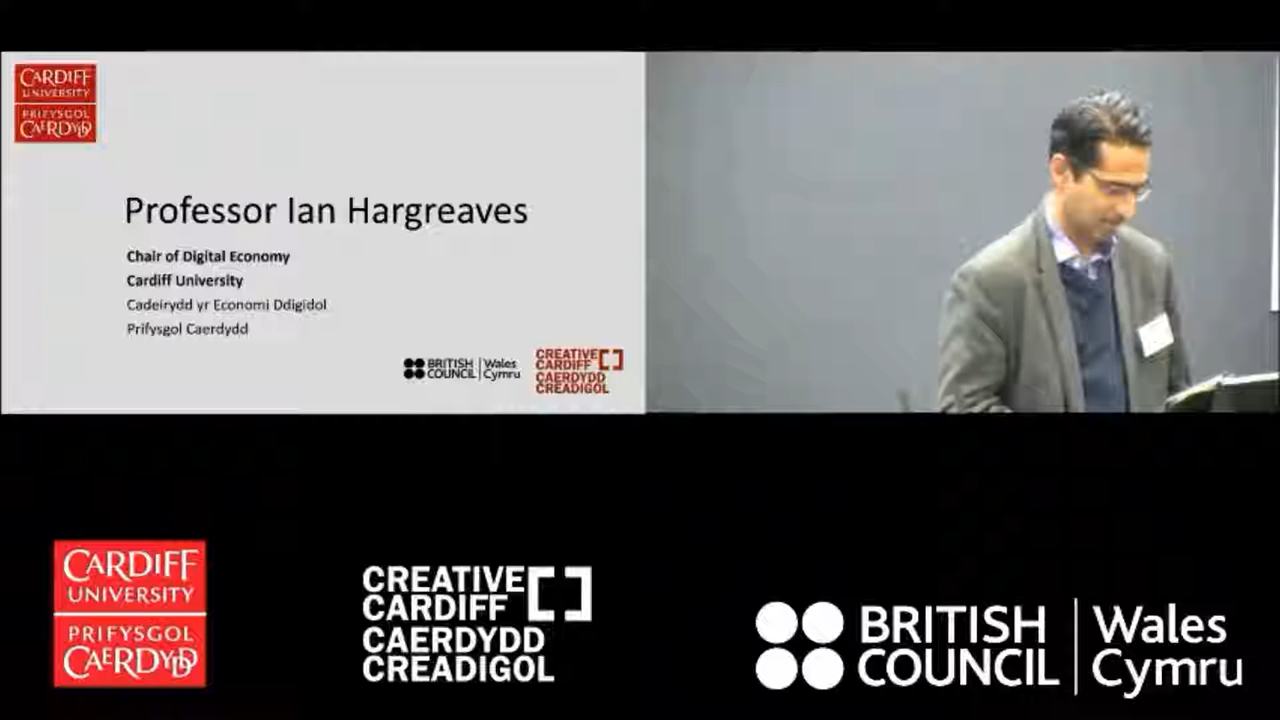 CARDIFF
UNIVERSITY
PRIFYSGOL
CAERDYDD
Professor Ian Hargreaves
Chair of Digital Economy
Cardiff University
Cadeirydd yr Economi Ddigidol
Prifysgol Caerdydd
BRITISH COUNCIL
Wales Cymru
CREATIVE
CARDIFF
CAERDYDD
CREADIGOL
CARDIFF
UNIVERSITY
PRIFYSGOL
CAERDYDD
CREATIVE
CARDIFF
CAERDYDD
CREADIGOL
BRITISH
COUNCIL
Wales
Cymru